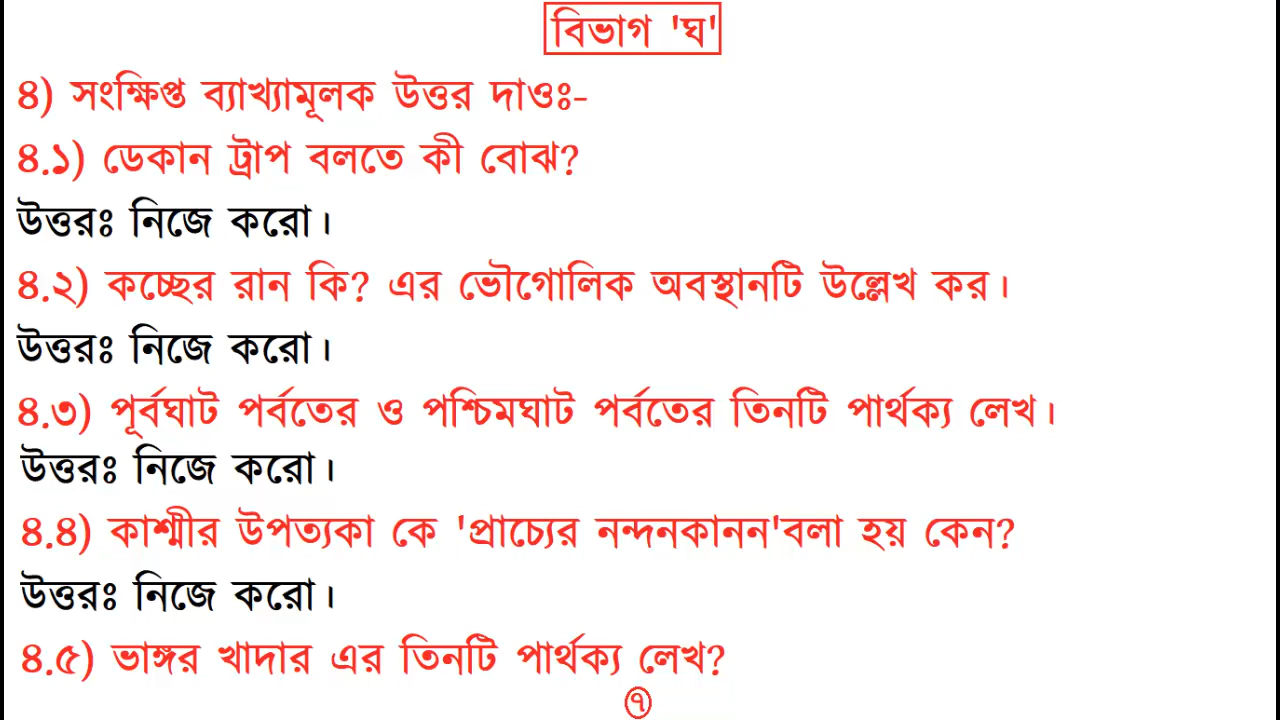 বিভাগ 'ঘ'
৪) সংক্ষিপ্ত ব্যাখ্যামূলক উত্তর দাওঃ-
৪.১) ডেকান ট্রাপ বলতে কী বোঝ?
উত্তরঃ নিজে করো।
৪.২) কচ্ছের রান কি? এর ভৌগোলিক অবস্থানটি উল্লেখ কর।
উত্তরঃ নিজে করো।
৪.৩) পূর্বঘাট পর্বতের ও পশ্চিমঘাট পর্বতের তিনটি পার্থক্য লেখ।
উত্তরঃ নিজে করো।
৪.৪) কাশ্মীর উপত্যকা কে 'প্রাচ্যের নন্দনকানন'বলা হয় কেন?
উত্তরঃ নিজে করো।
৪.৫) ভাঙ্গর খাদার এর তিনটি পার্থক্য লেখ?
৭